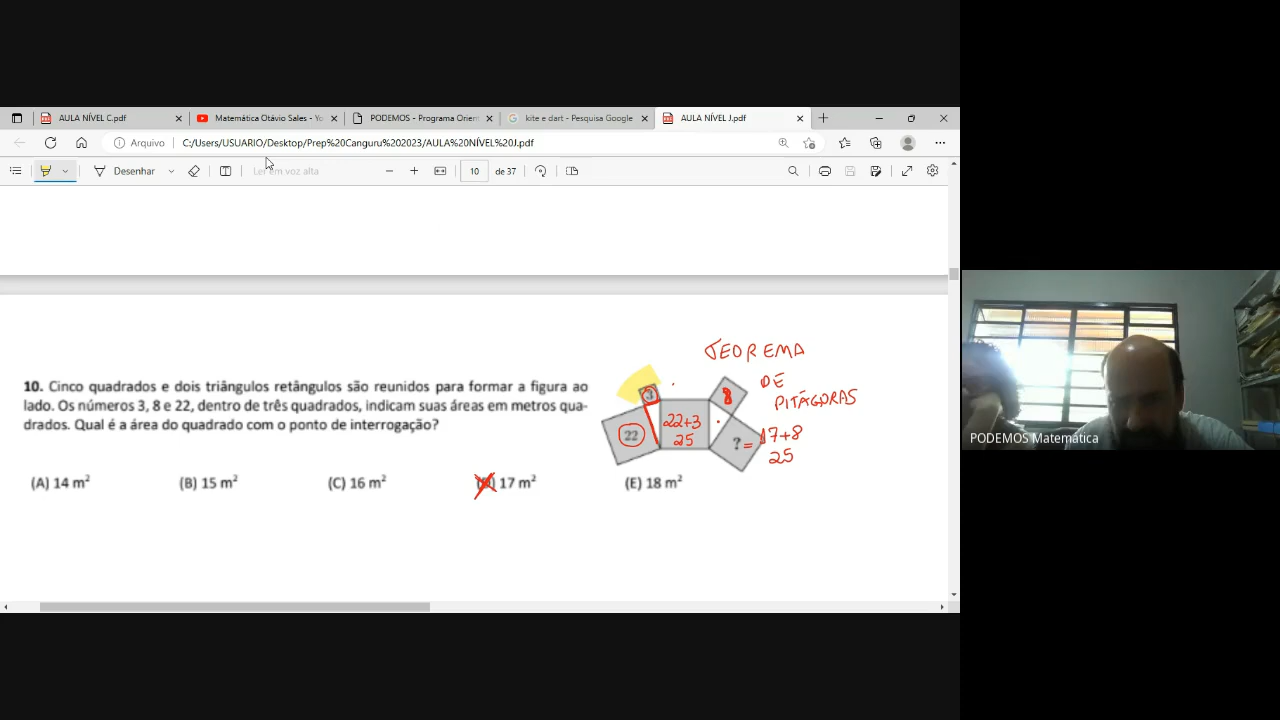 AULA NÍVEL C.pdf
Matemática Otávio Sales - Yo
PODEMOS - Programa Orien
kite e dart - Pesquisa Google
AULA NÍVEL J.pdf
Arquivo
C:/Users/USUARIO/Desktop/Prep%20Canguru%202023/AULA%20NÍVEL%20J.pdf
Desenhar
Ler em voz alta
10
de 37
TEOREMA
DE
PITÁGORAS
10. Cinco quadrados e dois triângulos retângulos são reunidos para formar a figura ao
lado. Os números 3, 8 e 22, dentro de três quadrados, indicam suas áreas em metros qua-
drados. Qual é a área do quadrado com o ponto de interrogação?
3
8
22
22+3
25
? = 17+8
25
(A) 14 m²
(B) 15 m²
(C) 16 m²
(D) 17 m²
(E) 18 m²
PODEMOS Matemática